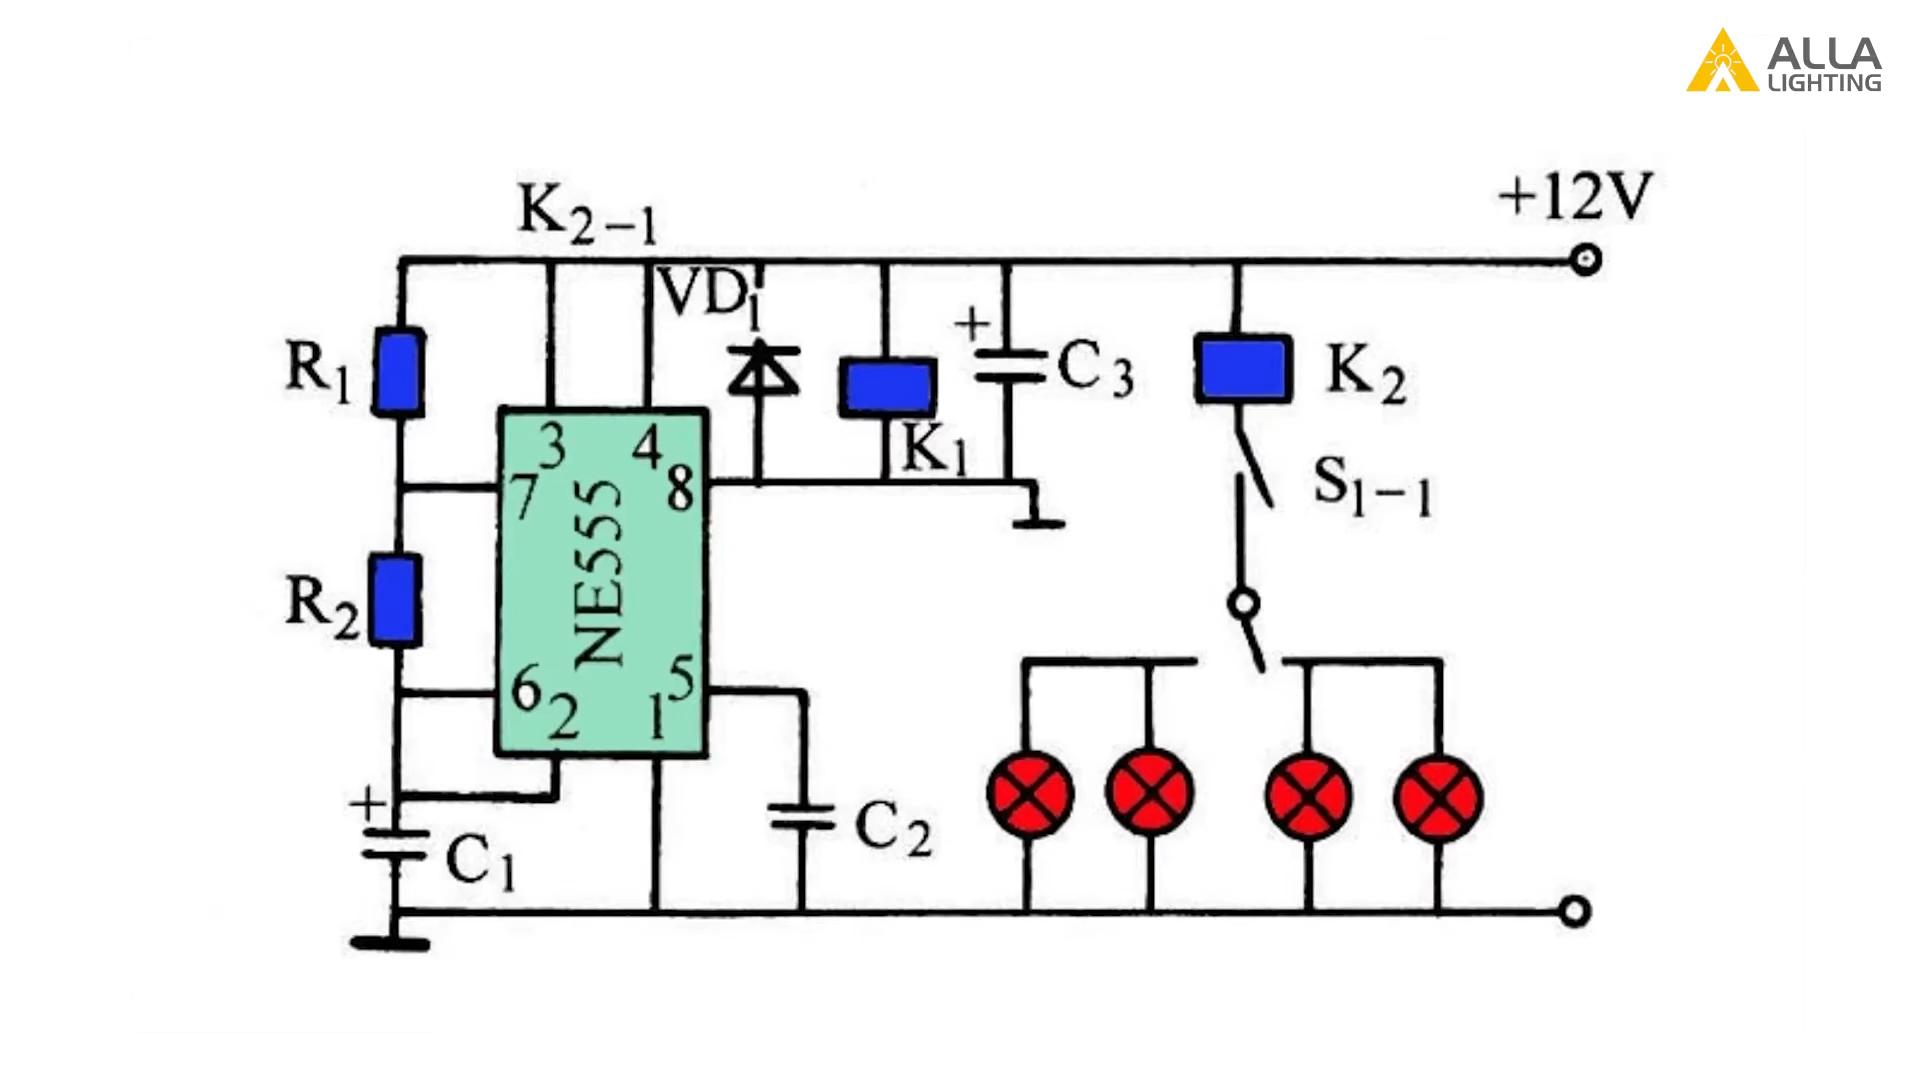 ALLA
LIGHTING
+12V
K2-1
VD1
R1
+
C3
K2
3
4
K1
7
8
S1-1
NE555
R2
6
5
2
1
+
C2
C1